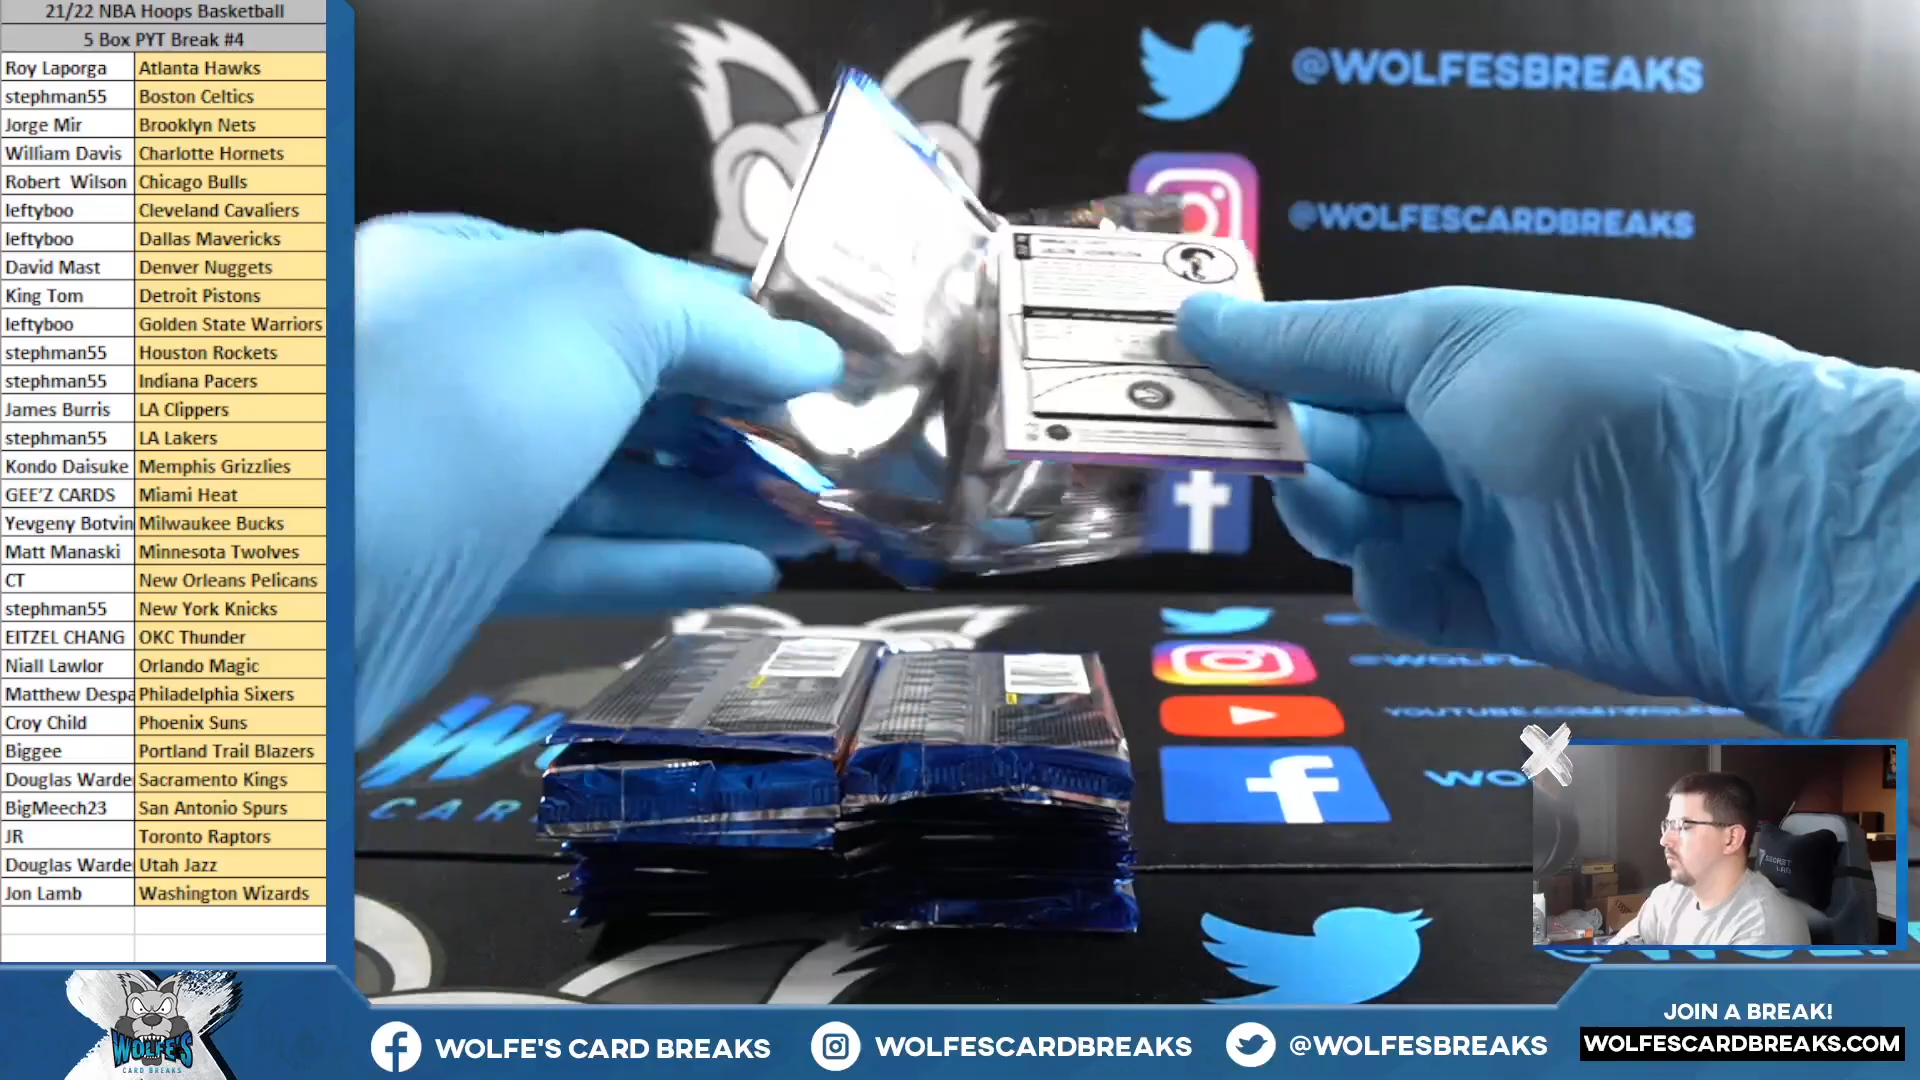 21/22 NBA Hoops Basketball
5 Box PYT Break #4
Roy Laporga Atlanta Hawks
stephman55 Boston Celtics
Jorge Mir Brooklyn Nets
William Davis Charlotte Hornets
Robert Wilson Chicago Bulls
leftyboo Cleveland Cavaliers
leftyboo Dallas Mavericks
David Mast Denver Nuggets
King Tom Detroit Pistons
leftyboo Golden State Warriors
stephman55 Houston Rockets
stephman55 Indiana Pacers
James Burris LA Clippers
stephman55 LA Lakers
Kondo Daisuke Memphis Grizzlies
GEE'Z CARDS Miami Heat
Yevgeny Botvin Milwaukee Bucks
Matt Manaski Minnesota Twolves
CT New Orleans Pelicans
stephman55 New York Knicks
EITZEL CHANG OKC Thunder
Niall Lawlor Orlando Magic
Matthew Despa Philadelphia Sixers
Croy Child Phoenix Suns
Biggee Portland Trail Blazers
Douglas Warde Sacramento Kings
BigMeech23 San Antonio Spurs
JR Toronto Raptors
Douglas Warde Utah Jazz
Jon Lamb Washington Wizards
@WOLFESBREAKS
@WOLFESCARDBREAKS
JALEN JOHNSON
SECRET
LAB
WOLFE'S
CARD BREAKS
WOLFE'S CARD BREAKS
WOLFESCARDBREAKS
@WOLFESBREAKS
JOIN A BREAK!
WOLFESCARDBREAKS.COM